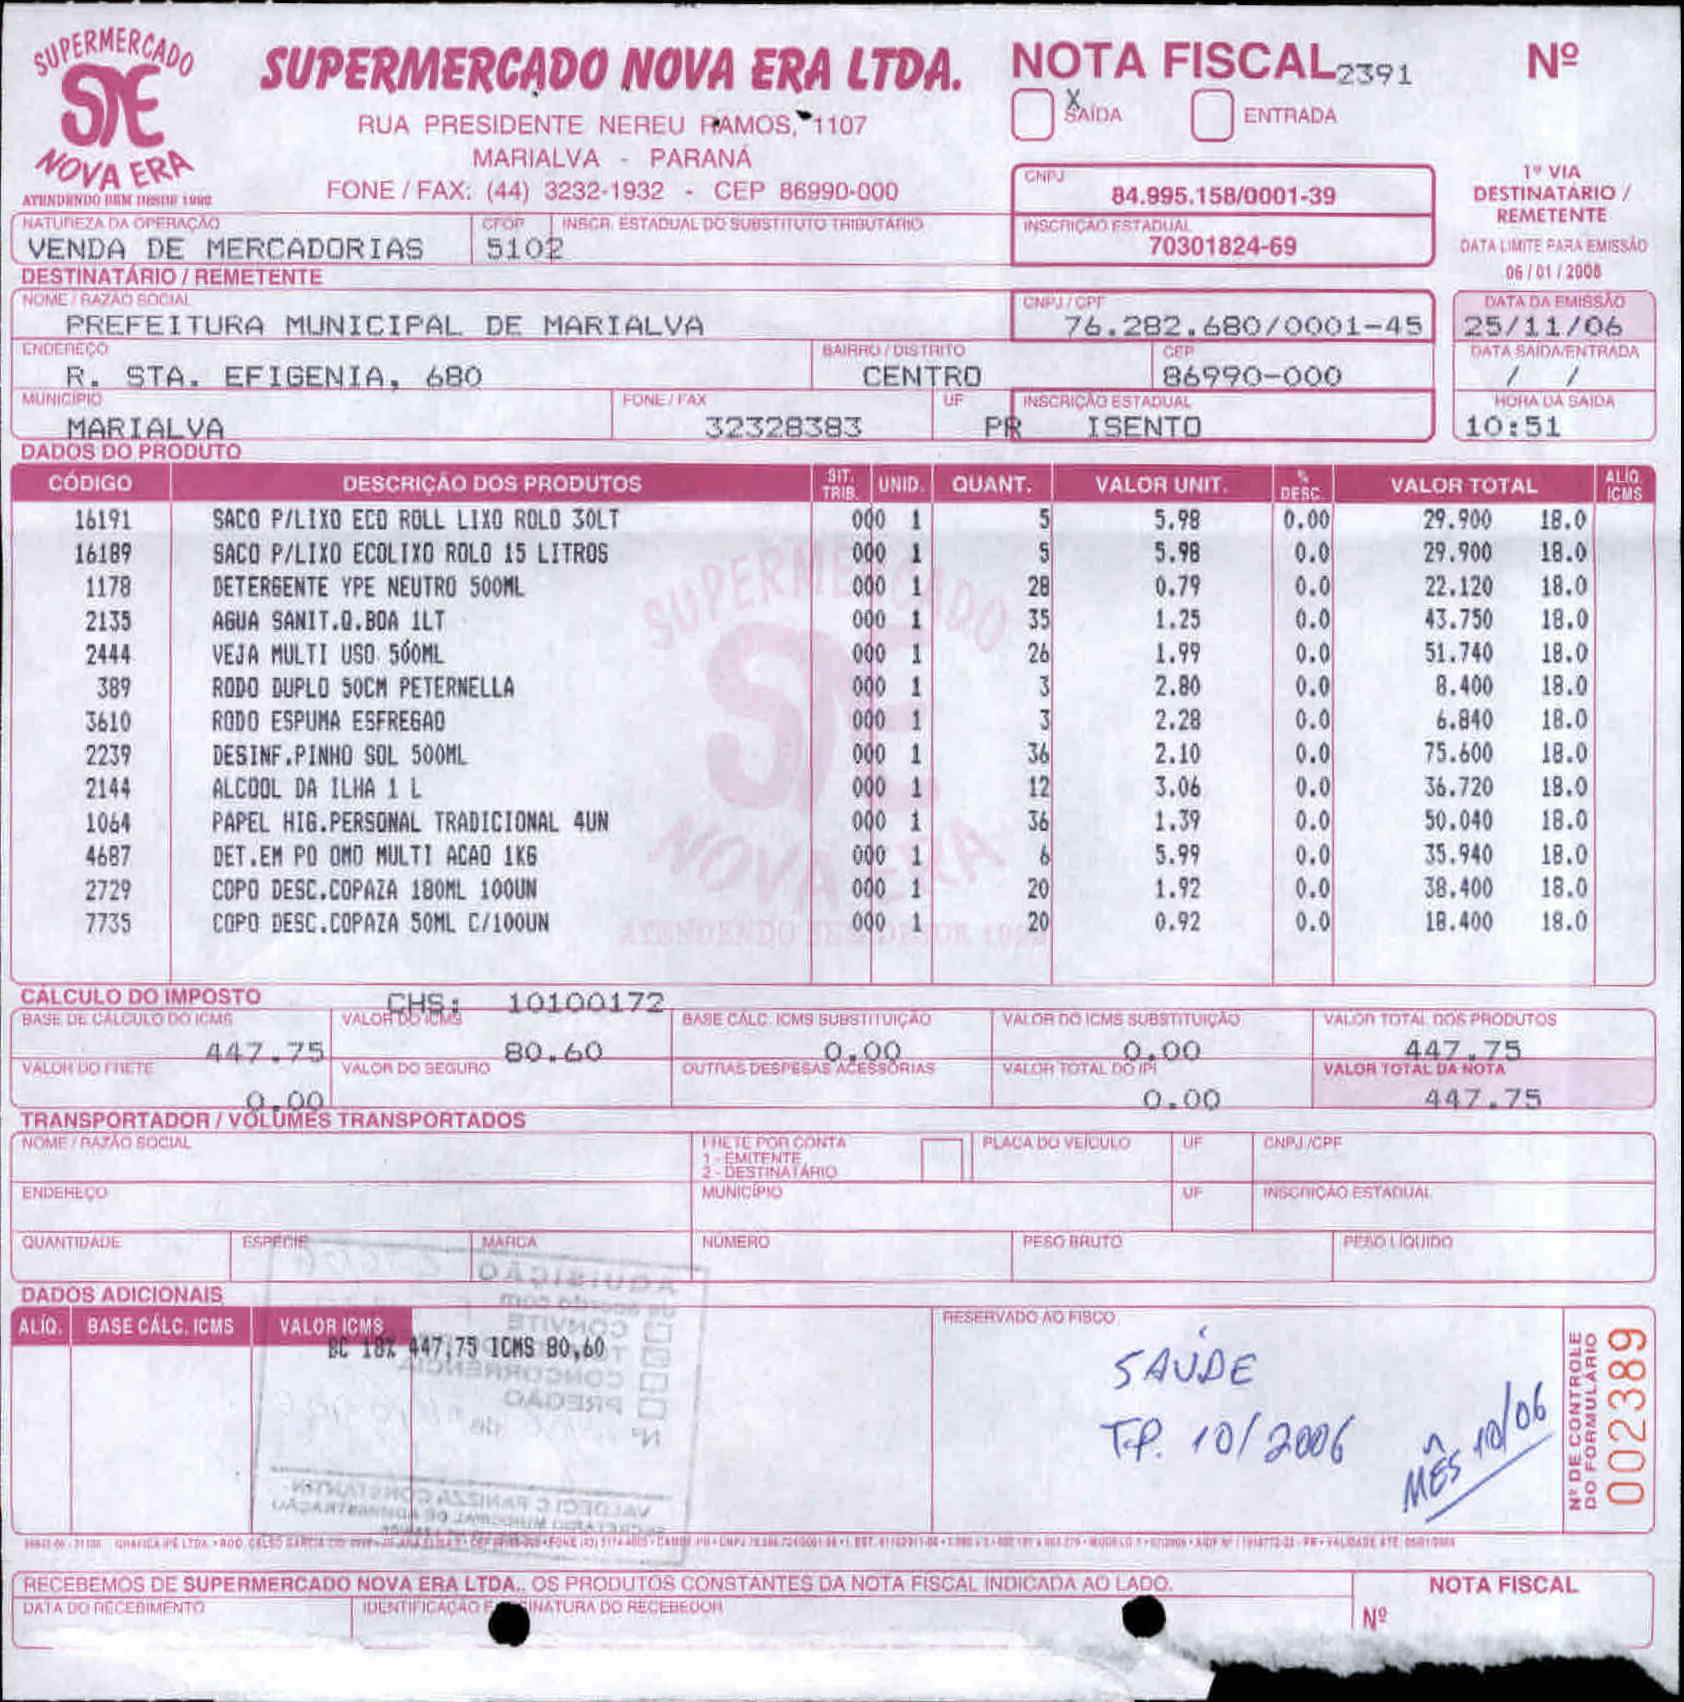 SUPERMERCADO
NOVA ERA
ATENDENDO BEM DESDE 1992
SUPERMERCADO NOVA ERA LTDA.
RUA PRESIDENTE NEREU RAMOS, 1107
MARIALVA - PARANÁ
FONE / FAX: (44) 3232-1932 - CEP 86990-000
NOTA FISCAL 2391 Nº
X SAÍDA ENTRADA
CNPJ
84.995.158/0001-39
INSCRIÇÃO ESTADUAL
70301824-69
1ª VIA
DESTINATÁRIO /
REMETENTE
DATA LIMITE PARA EMISSÃO
06 / 01 / 2008
NATUREZA DA OPERAÇÃO CFOP INSCR. ESTADUAL DO SUBSTITUTO TRIBUTÁRIO
VENDA DE MERCADORIAS 5102
DESTINATÁRIO / REMETENTE
NOME / RAZÃO SOCIAL CNPJ / CPF DATA DA EMISSÃO
PREFEITURA MUNICIPAL DE MARIALVA 76.282.680/0001-45 25/11/06
ENDEREÇO BAIRRO / DISTRITO CEP DATA SAÍDA/ENTRADA
R. STA. EFIGENIA, 680 CENTRO 86990-000 / /
MUNICÍPIO FONE / FAX UF INSCRIÇÃO ESTADUAL HORA DA SAÍDA
MARIALVA 32328383 PR ISENTO 10:51
DADOS DO PRODUTO
CÓDIGO DESCRIÇÃO DOS PRODUTOS SIT. TRIB. UNID. QUANT. VALOR UNIT. % DESC. VALOR TOTAL ALÍQ. ICMS
16191 SACO P/LIXO ECO ROLL LIXO ROLO 30LT 000 1 5 5.98 0.00 29.900 18.0
16189 SACO P/LIXO ECOLIXO ROLO 15 LITROS 000 1 5 5.98 0.0 29.900 18.0
1178 DETERGENTE YPE NEUTRO 500ML 000 1 28 0.79 0.0 22.120 18.0
2135 AGUA SANIT.Q.BOA 1LT 000 1 35 1.25 0.0 43.750 18.0
2444 VEJA MULTI USO 500ML 000 1 26 1.99 0.0 51.740 18.0
389 RODO DUPLO 50CM PETERNELLA 000 1 3 2.80 0.0 8.400 18.0
3610 RODO ESPUMA ESFREGAO 000 1 3 2.28 0.0 6.840 18.0
2239 DESINF.PINHO SOL 500ML 000 1 36 2.10 0.0 75.600 18.0
2144 ALCOOL DA ILHA 1 L 000 1 12 3.06 0.0 36.720 18.0
1064 PAPEL HIG.PERSONAL TRADICIONAL 4UN 000 1 36 1.39 0.0 50.040 18.0
4687 DET.EM PO OMO MULTI ACAO 1KG 000 1 6 5.99 0.0 35.940 18.0
2729 COPO DESC.COPAZA 180ML 100UN 000 1 20 1.92 0.0 38.400 18.0
7735 COPO DESC.COPAZA 50ML C/100UN 000 1 20 0.92 0.0 18.400 18.0
CÁLCULO DO IMPOSTO CHS: 10100172
BASE DE CÁLCULO DO ICMS VALOR DO ICMS BASE CÁLC. ICMS SUBSTITUIÇÃO VALOR DO ICMS SUBSTITUIÇÃO VALOR TOTAL DOS PRODUTOS
447.75 80.60 0.00 0.00 447.75
VALOR DO FRETE VALOR DO SEGURO OUTRAS DESPESAS ACESSÓRIAS VALOR TOTAL DO IPI VALOR TOTAL DA NOTA
0.00 0.00 447.75
TRANSPORTADOR / VOLUMES TRANSPORTADOS
NOME / RAZÃO SOCIAL FRETE POR CONTA PLACA DO VEÍCULO UF CNPJ /CPF
1 - EMITENTE
2 - DESTINATÁRIO
ENDEREÇO MUNICÍPIO UF INSCRIÇÃO ESTADUAL
QUANTIDADE ESPÉCIE MARCA NÚMERO PESO BRUTO PESO LÍQUIDO
DADOS ADICIONAIS
ALÍQ. BASE CÁLC. ICMS VALOR ICMS RESERVADO AO FISCO
BC 18% 447,75 ICMS 80,60
AQUISIÇÃO
de acordo com
CONVITE
CONCORRÊNCIA
PREGÃO
Nº de
SAÚDE
T.P. 10/2006
MÊS 10/06
Nº DE CONTROLE
DO FORMULÁRIO
002389
RECEBEMOS DE SUPERMERCADO NOVA ERA LTDA., OS PRODUTOS CONSTANTES DA NOTA FISCAL INDICADA AO LADO.
NOTA FISCAL
DATA DO RECEBIMENTO IDENTIFICAÇÃO E ASSINATURA DO RECEBEDOR
Nº